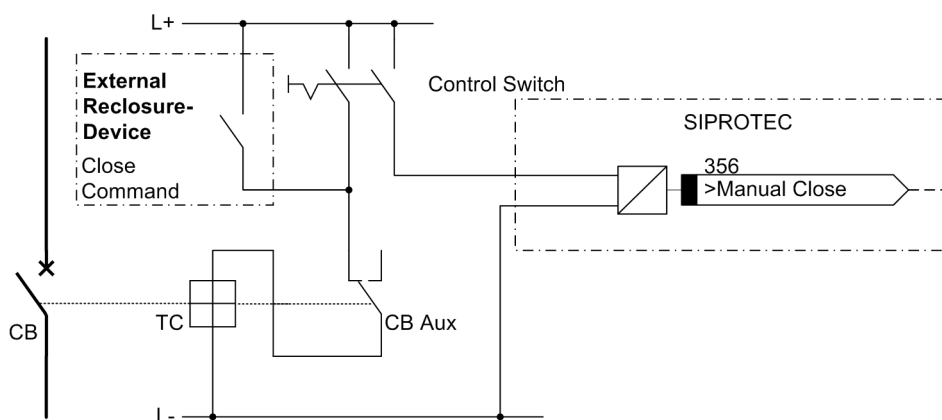 L+
External
Reclosure-
Device
Close
Command
Control Switch
SIPROTEC
356
>Manual Close
CB
TC
CB Aux
L-